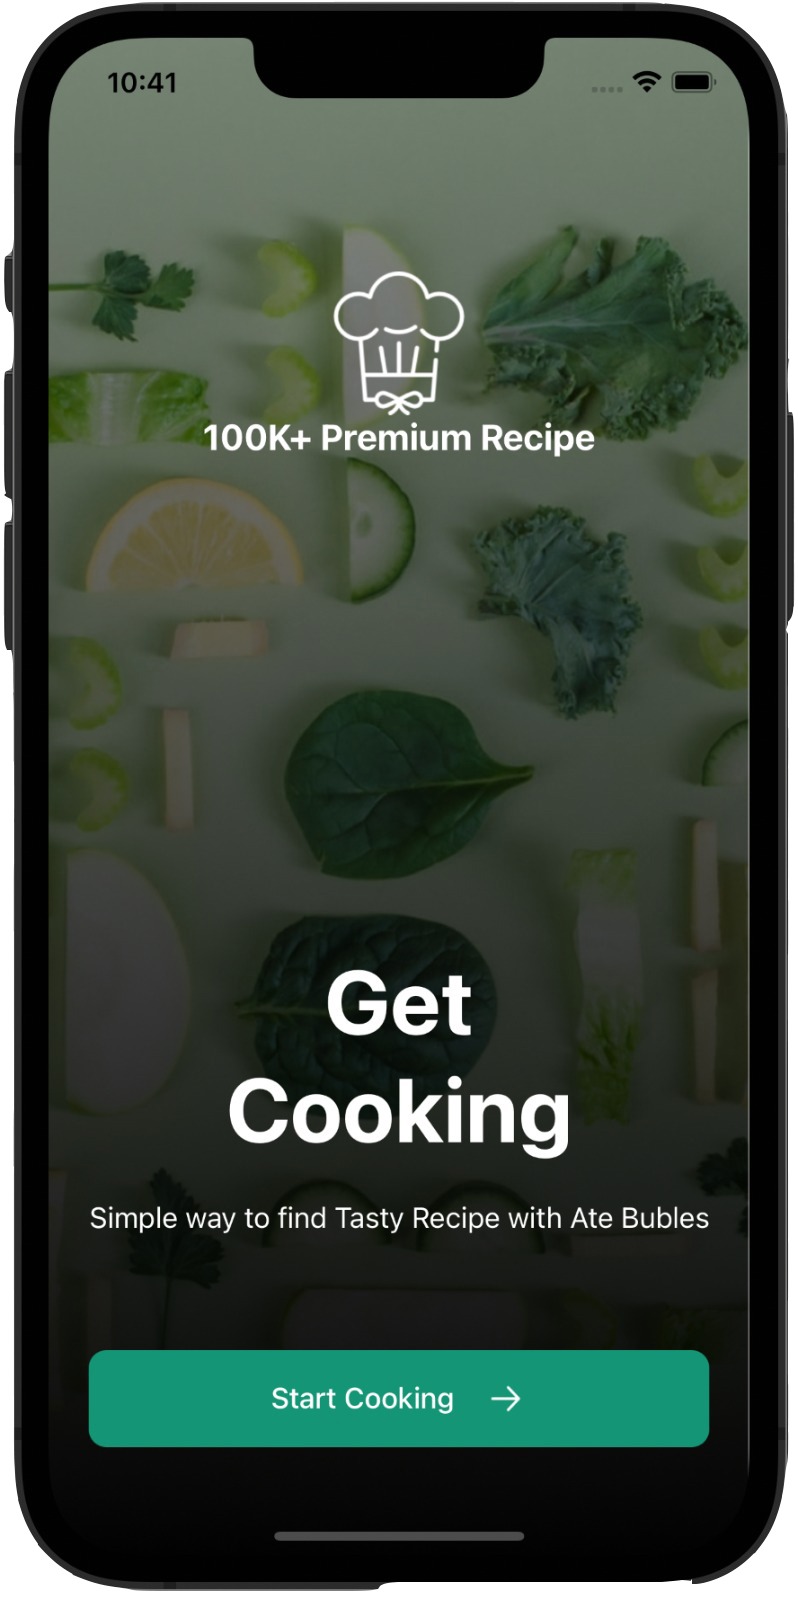 10:41
100K+ Premium Recipe
Get
Cooking
Simple way to find Tasty Recipe with Ate Bubles
Start Cooking →